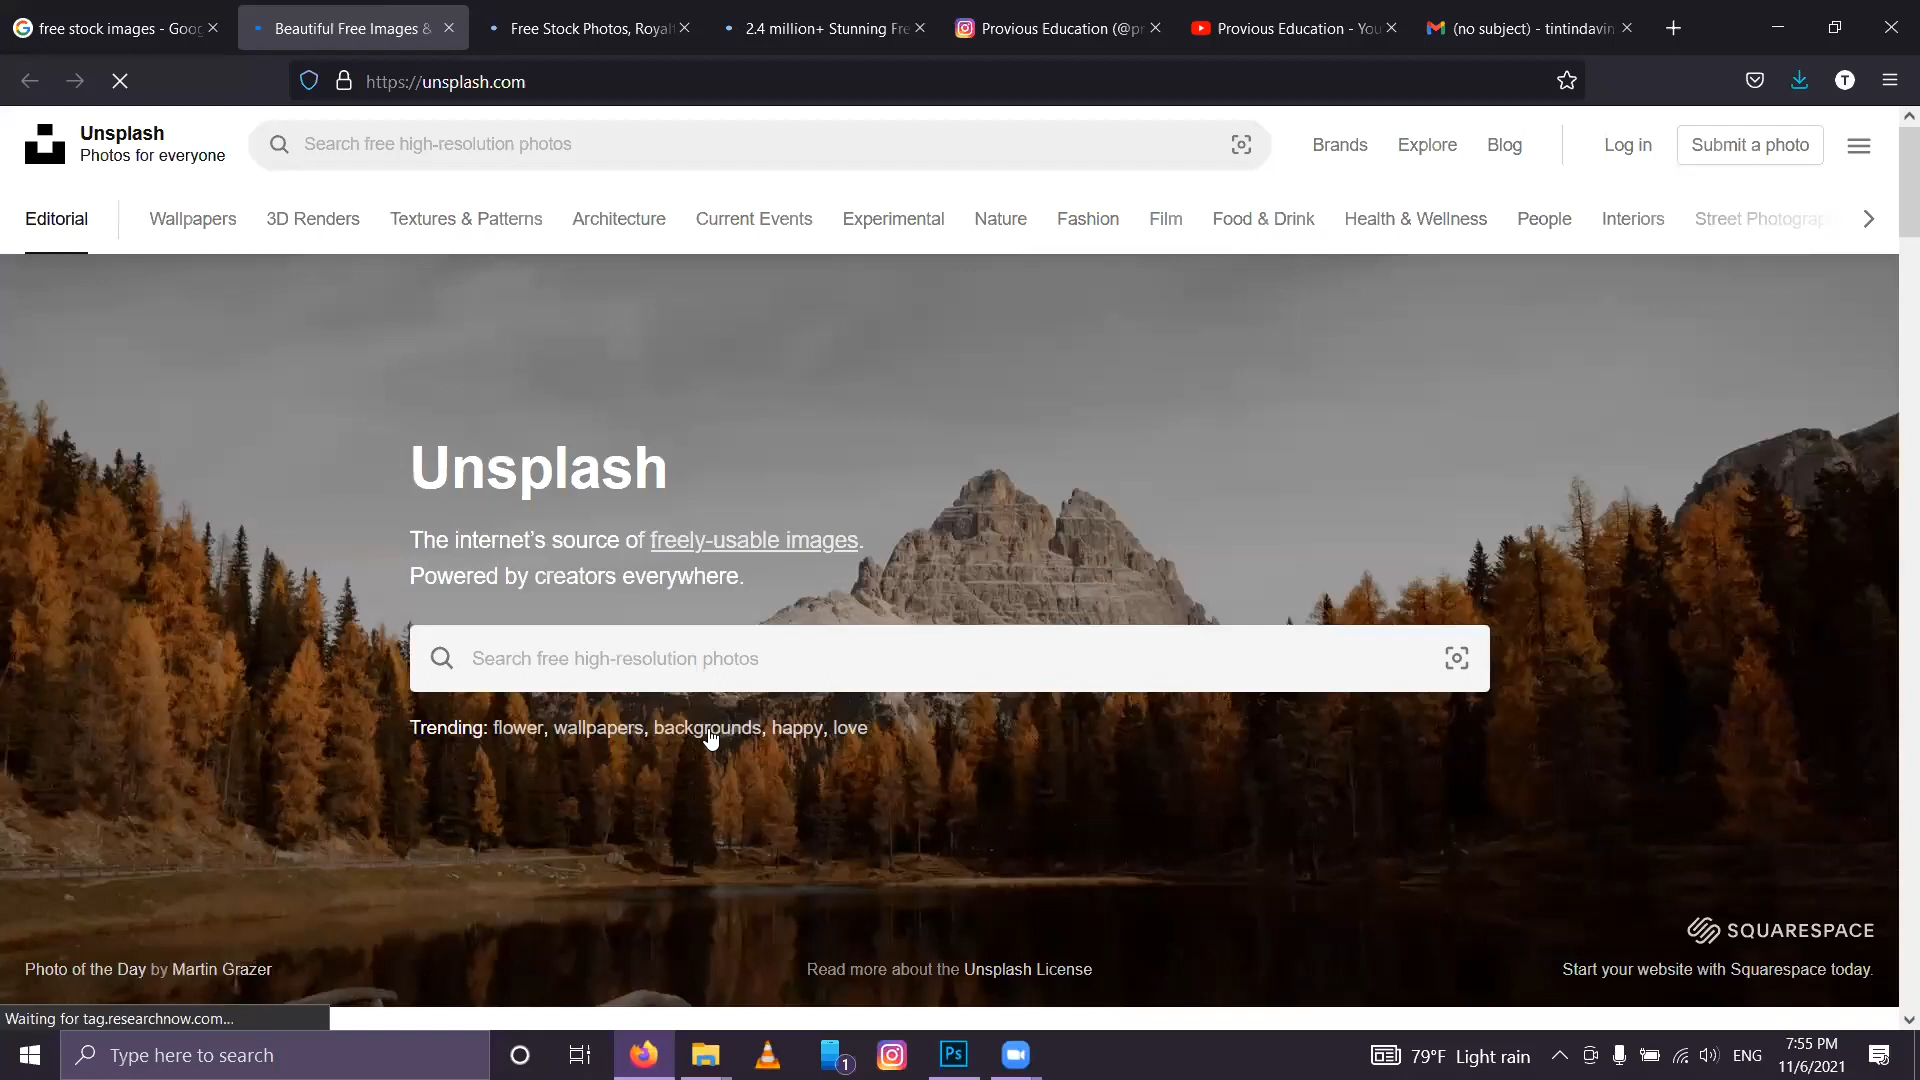 free stock images - Goog
Beautiful Free Images &
Free Stock Photos, Royal
2.4 million+ Stunning Fre
Provious Education (@pr
Provious Education - You
(no subject) - tintindavin
https://unsplash.com
T
Unsplash
Photos for everyone
Search free high-resolution photos
Brands
Explore
Blog
Log in
Submit a photo
Editorial
Wallpapers
3D Renders
Textures & Patterns
Architecture
Current Events
Experimental
Nature
Fashion
Film
Food & Drink
Health & Wellness
People
Interiors
Street Photograp
Unsplash
The internet's source of freely-usable images.
Powered by creators everywhere.
Search free high-resolution photos
Trending: flower, wallpapers, backgrounds, happy, love
SQUARESPACE
Photo of the Day by Martin Grazer
Read more about the Unsplash License
Start your website with Squarespace today.
Waiting for tag.researchnow.com...
Type here to search
1
Ps
79°F Light rain
ENG
7:55 PM
11/6/2021